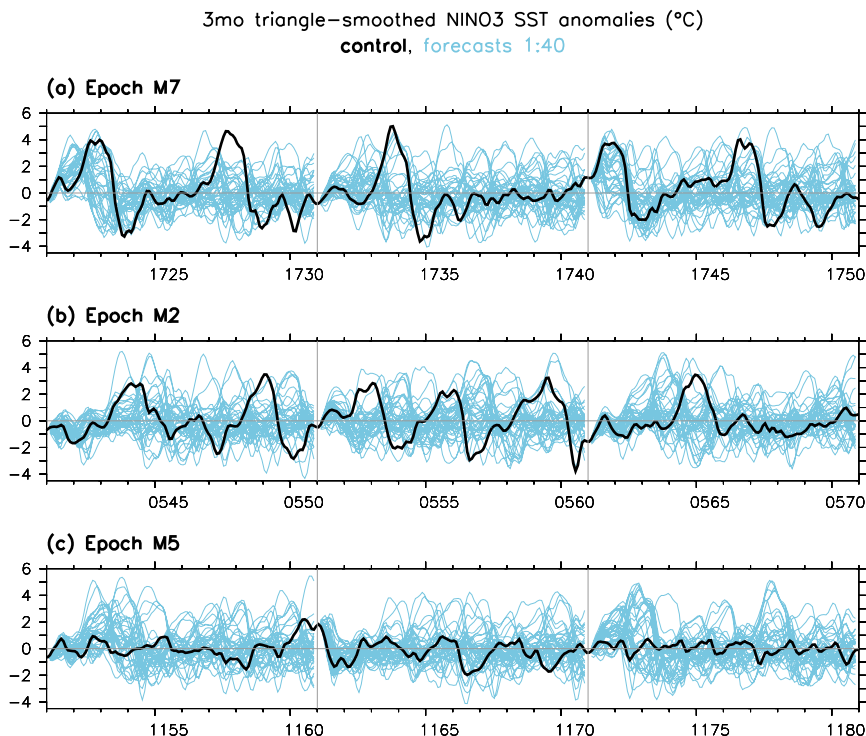 3mo triangle-smoothed NINO3 SST anomalies (°C)
control, forecasts 1:40
(a) Epoch M7
6
4
2
0
-2
-4
1725 1730 1735 1740 1745 1750
(b) Epoch M2
6
4
2
0
-2
-4
0545 0550 0555 0560 0565 0570
(c) Epoch M5
6
4
2
0
-2
-4
1155 1160 1165 1170 1175 1180